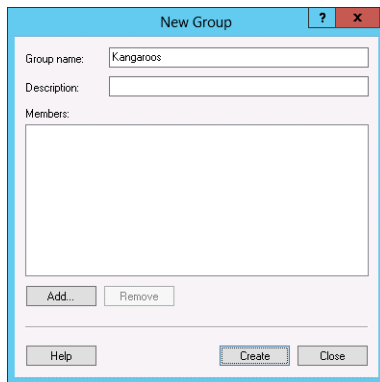 New Group
? x
Group name: Kangaroos
Description:
Members:
Add... Remove
Help Create Close